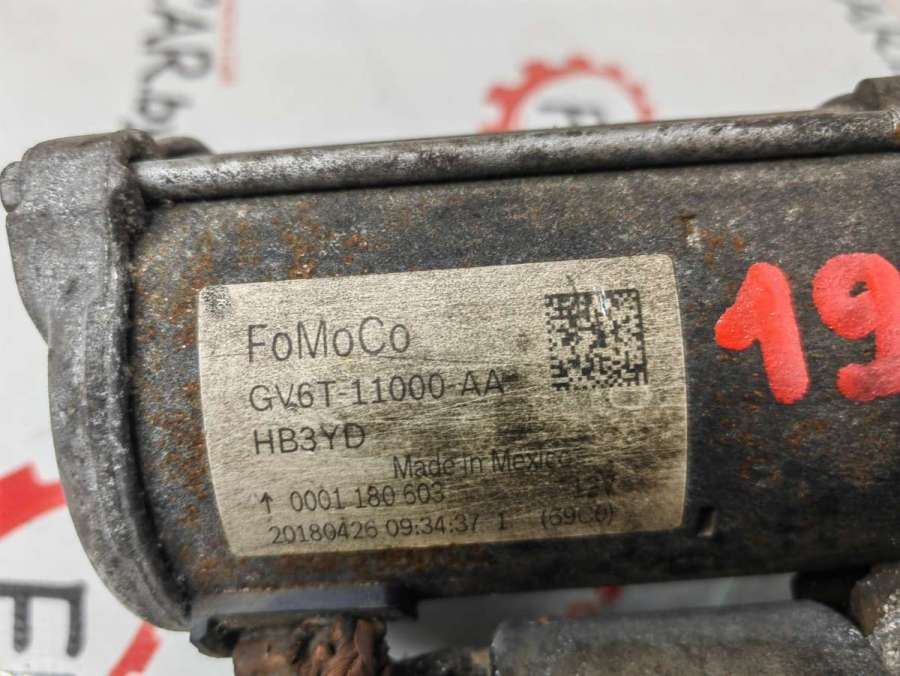 FoMoCo
GV6T-11000-AA
HB3YD
Made in Mexico
↑ 0001 180 603 12V
20180426 09:34:37 1 (69C0)
19